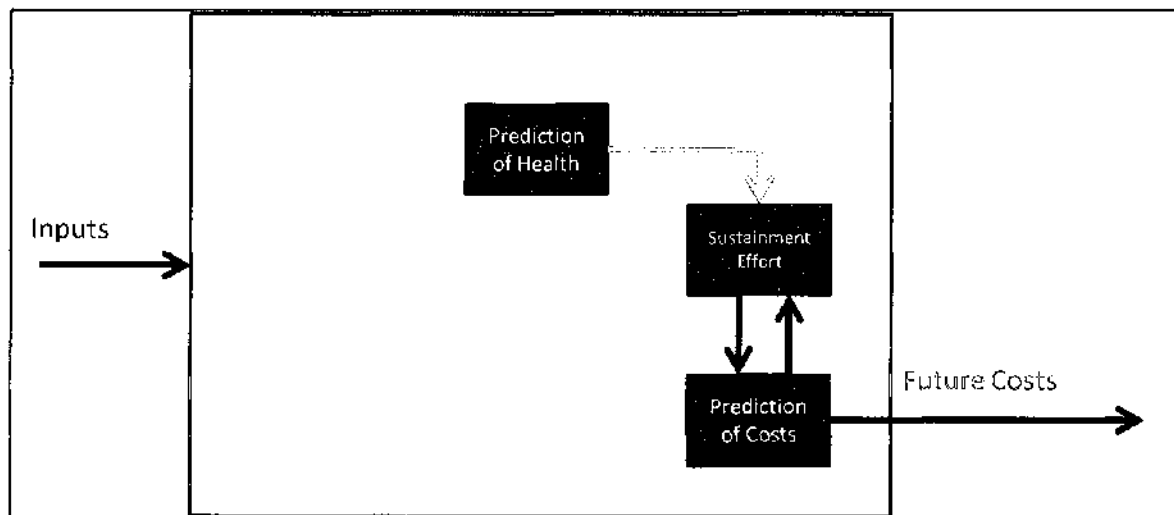 Prediction
of Health
Inputs
Sustainment
Effort
Future Costs
Prediction
of Costs